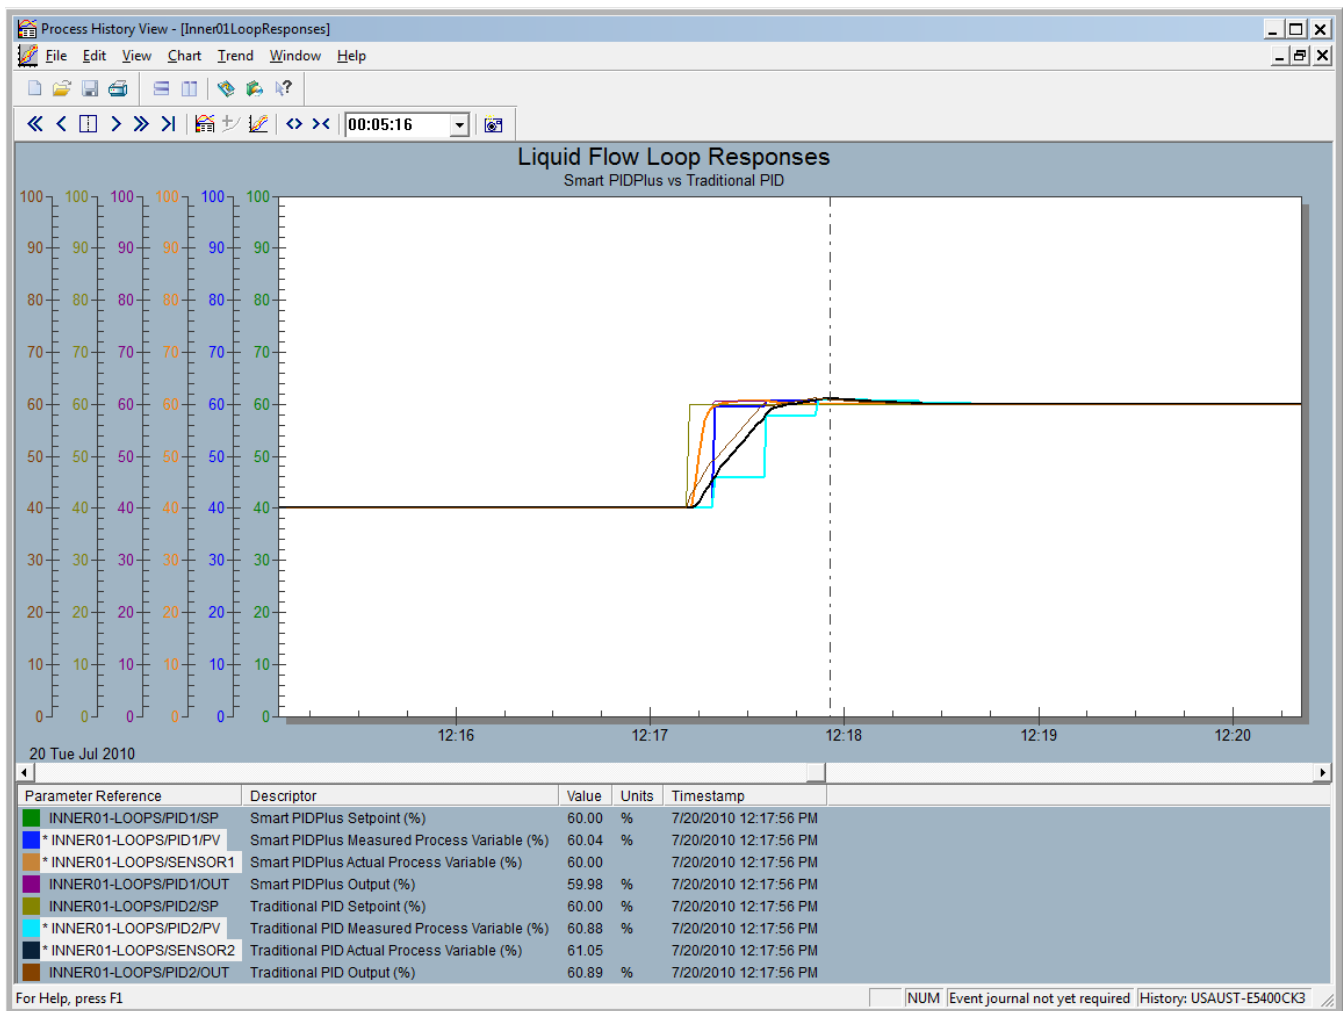 Process History View - [Inner01LoopResponses]
File Edit View Chart Trend Window Help
00:05:16
Liquid Flow Loop Responses
Smart PIDPlus vs Traditional PID
100 100 100 100 100 100
90 90 90 90 90 90
80 80 80 80 80 80
70 70 70 70 70 70
60 60 60 60 60 60
50 50 50 50 50 50
40 40 40 40 40 40
30 30 30 30 30 30
20 20 20 20 20 20
10 10 10 10 10 10
0 0 0 0 0 0
12:16 12:17 12:18 12:19 12:20
20 Tue Jul 2010
Parameter Reference Descriptor Value Units Timestamp
INNER01-LOOPS/PID1/SP Smart PIDPlus Setpoint (%) 60.00 % 7/20/2010 12:17:56 PM
* INNER01-LOOPS/PID1/PV Smart PIDPlus Measured Process Variable (%) 60.04 % 7/20/2010 12:17:56 PM
* INNER01-LOOPS/SENSOR1 Smart PIDPlus Actual Process Variable (%) 60.00 7/20/2010 12:17:56 PM
INNER01-LOOPS/PID1/OUT Smart PIDPlus Output (%) 59.98 % 7/20/2010 12:17:56 PM
INNER01-LOOPS/PID2/SP Traditional PID Setpoint (%) 60.00 % 7/20/2010 12:17:56 PM
* INNER01-LOOPS/PID2/PV Traditional PID Measured Process Variable (%) 60.88 % 7/20/2010 12:17:56 PM
* INNER01-LOOPS/SENSOR2 Traditional PID Actual Process Variable (%) 61.05 7/20/2010 12:17:56 PM
INNER01-LOOPS/PID2/OUT Traditional PID Output (%) 60.89 % 7/20/2010 12:17:56 PM
For Help, press F1 NUM Event journal not yet required History: USAUST-E5400CK3